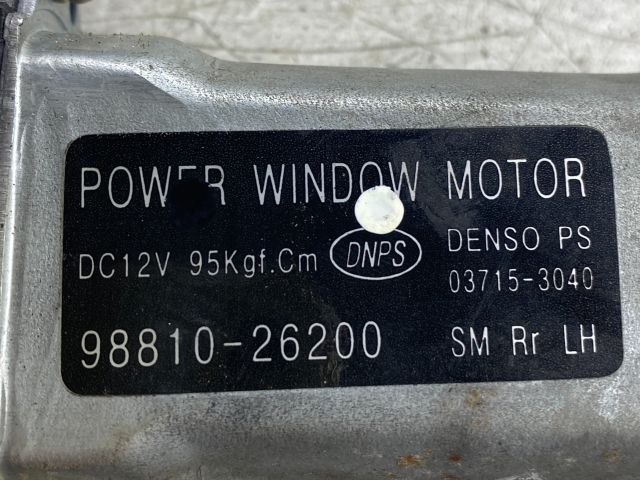 POWER WINDOW MOTOR
DC12V 95Kgf.Cm DNPS DENSO PS
03715-3040
98810-26200 SM Rr LH